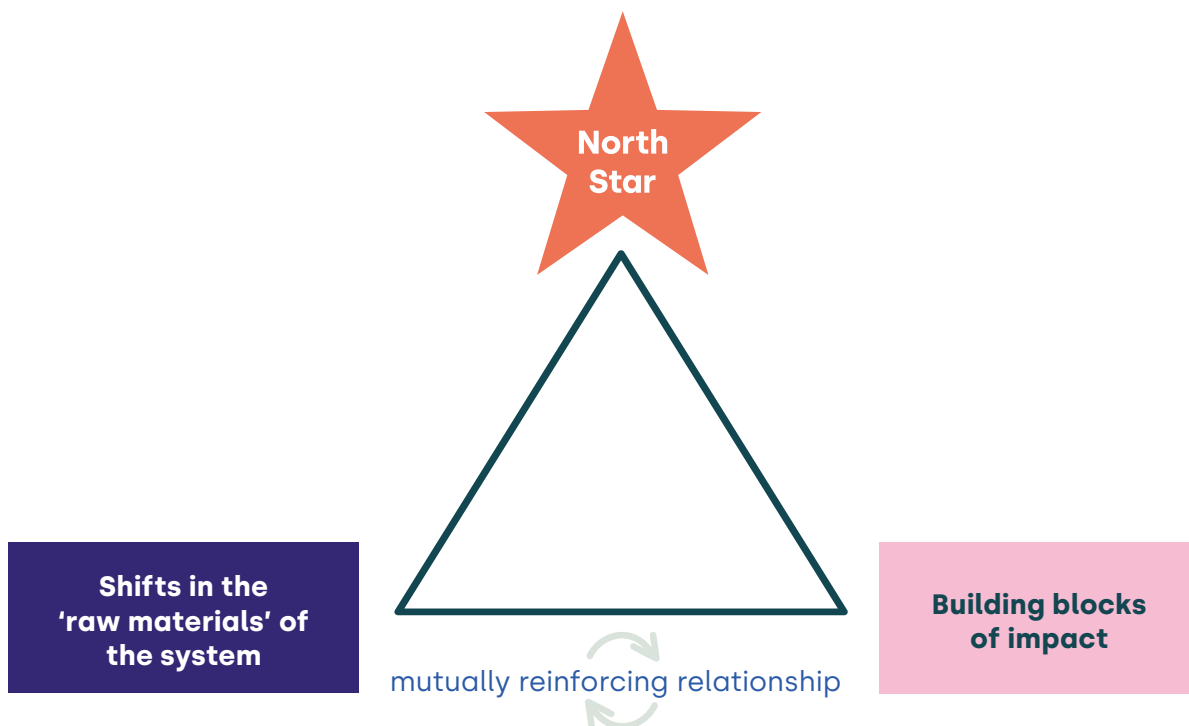 North
Star
Shifts in the
‘raw materials’ of
the system
Building blocks
of impact
mutually reinforcing relationship